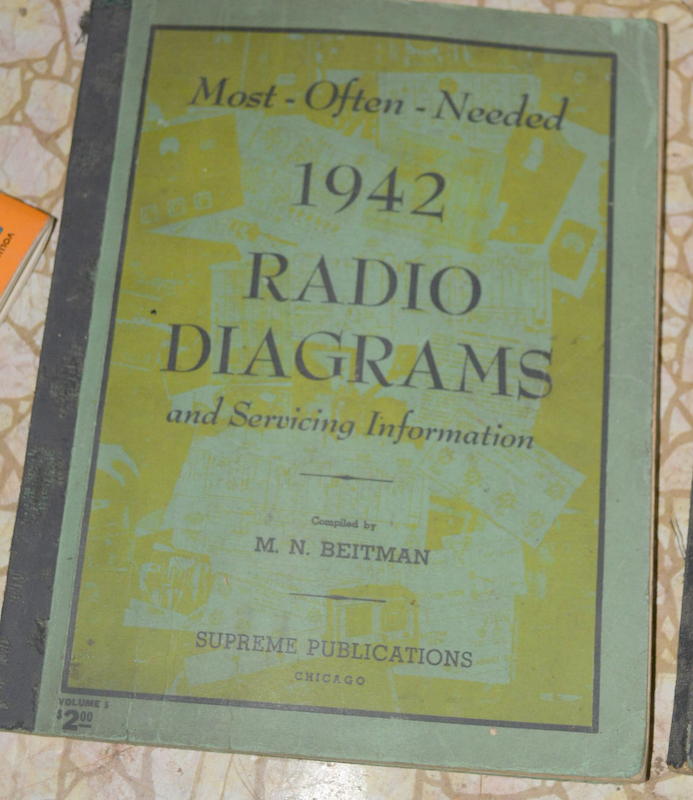 Most-Often-Needed
1942
RADIO
DIAGRAMS
and Servicing Information
Compiled by
M. N. BEITMAN
SUPREME PUBLICATIONS
CHICAGO
VOLUME 5
$2.00